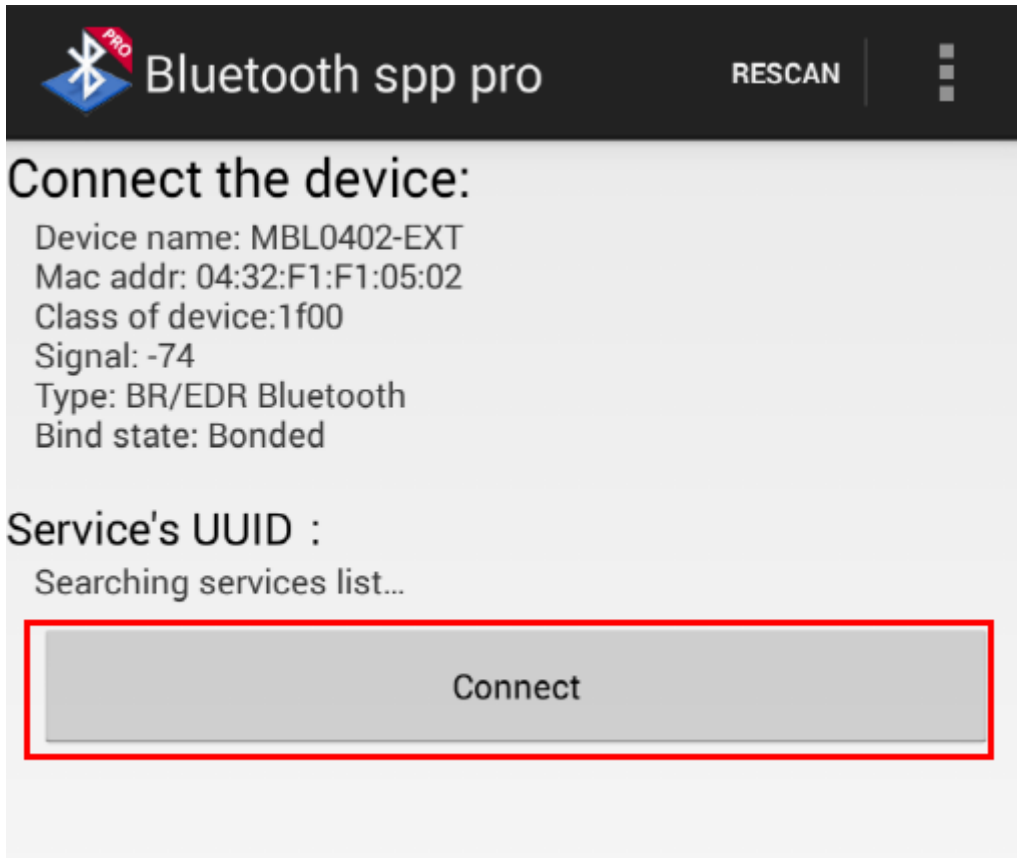 PRO
Bluetooth spp pro
RESCAN
Connect the device:
Device name: MBL0402-EXT
Mac addr: 04:32:F1:F1:05:02
Class of device:1f00
Signal: -74
Type: BR/EDR Bluetooth
Bind state: Bonded
Service's UUID :
Searching services list...
Connect